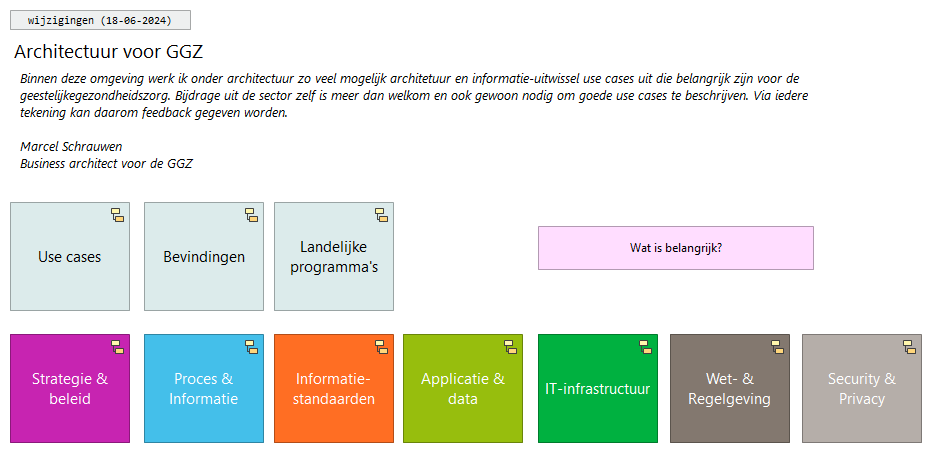 wijzigingen (18-06-2024)
Architectuur voor GGZ
Binnen deze omgeving werk ik onder architectuur zo veel mogelijk architetuur en informatie-uitwissel use cases uit die belangrijk zijn voor de
geestelijkegezondheidszorg. Bijdrage uit de sector zelf is meer dan welkom en ook gewoon nodig om goede use cases te beschrijven. Via iedere
tekening kan daarom feedback gegeven worden.
Marcel Schrauwen
Business architect voor de GGZ
Use cases
Bevindingen
Landelijke
programma's
Wat is belangrijk?
Strategie &
beleid
Proces &
Informatie
Informatie-
standaarden
Applicatie &
data
IT-infrastructuur
Wet- &
Regelgeving
Security &
Privacy